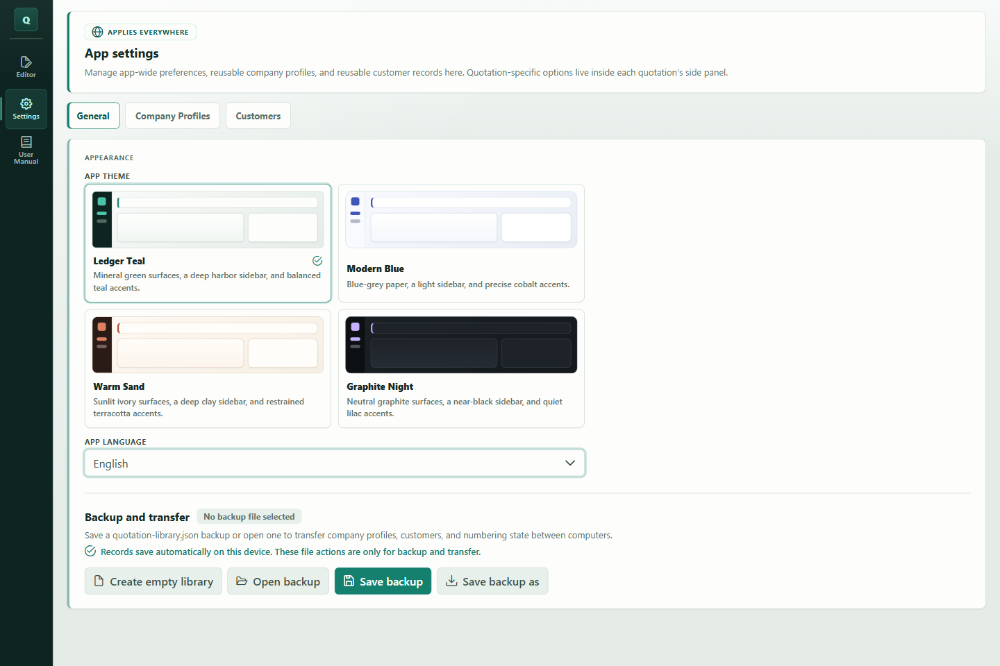 Q
Editor
Settings
User
Manual
APPLIES EVERYWHERE
App settings
Manage app-wide preferences, reusable company profiles, and reusable customer records here. Quotation-specific options live inside each quotation's side panel.
General
Company Profiles
Customers
APPEARANCE
APP THEME
Ledger Teal
Mineral green surfaces, a deep harbor sidebar, and balanced
teal accents.
Modern Blue
Blue-grey paper, a light sidebar, and precise cobalt accents.
Warm Sand
Sunlit ivory surfaces, a deep clay sidebar, and restrained
terracotta accents.
Graphite Night
Neutral graphite surfaces, a near-black sidebar, and quiet
lilac accents.
APP LANGUAGE
English
Backup and transfer
No backup file selected
Save a quotation-library.json backup or open one to transfer company profiles, customers, and numbering state between computers.
Records save automatically on this device. These file actions are only for backup and transfer.
Create empty library
Open backup
Save backup
Save backup as